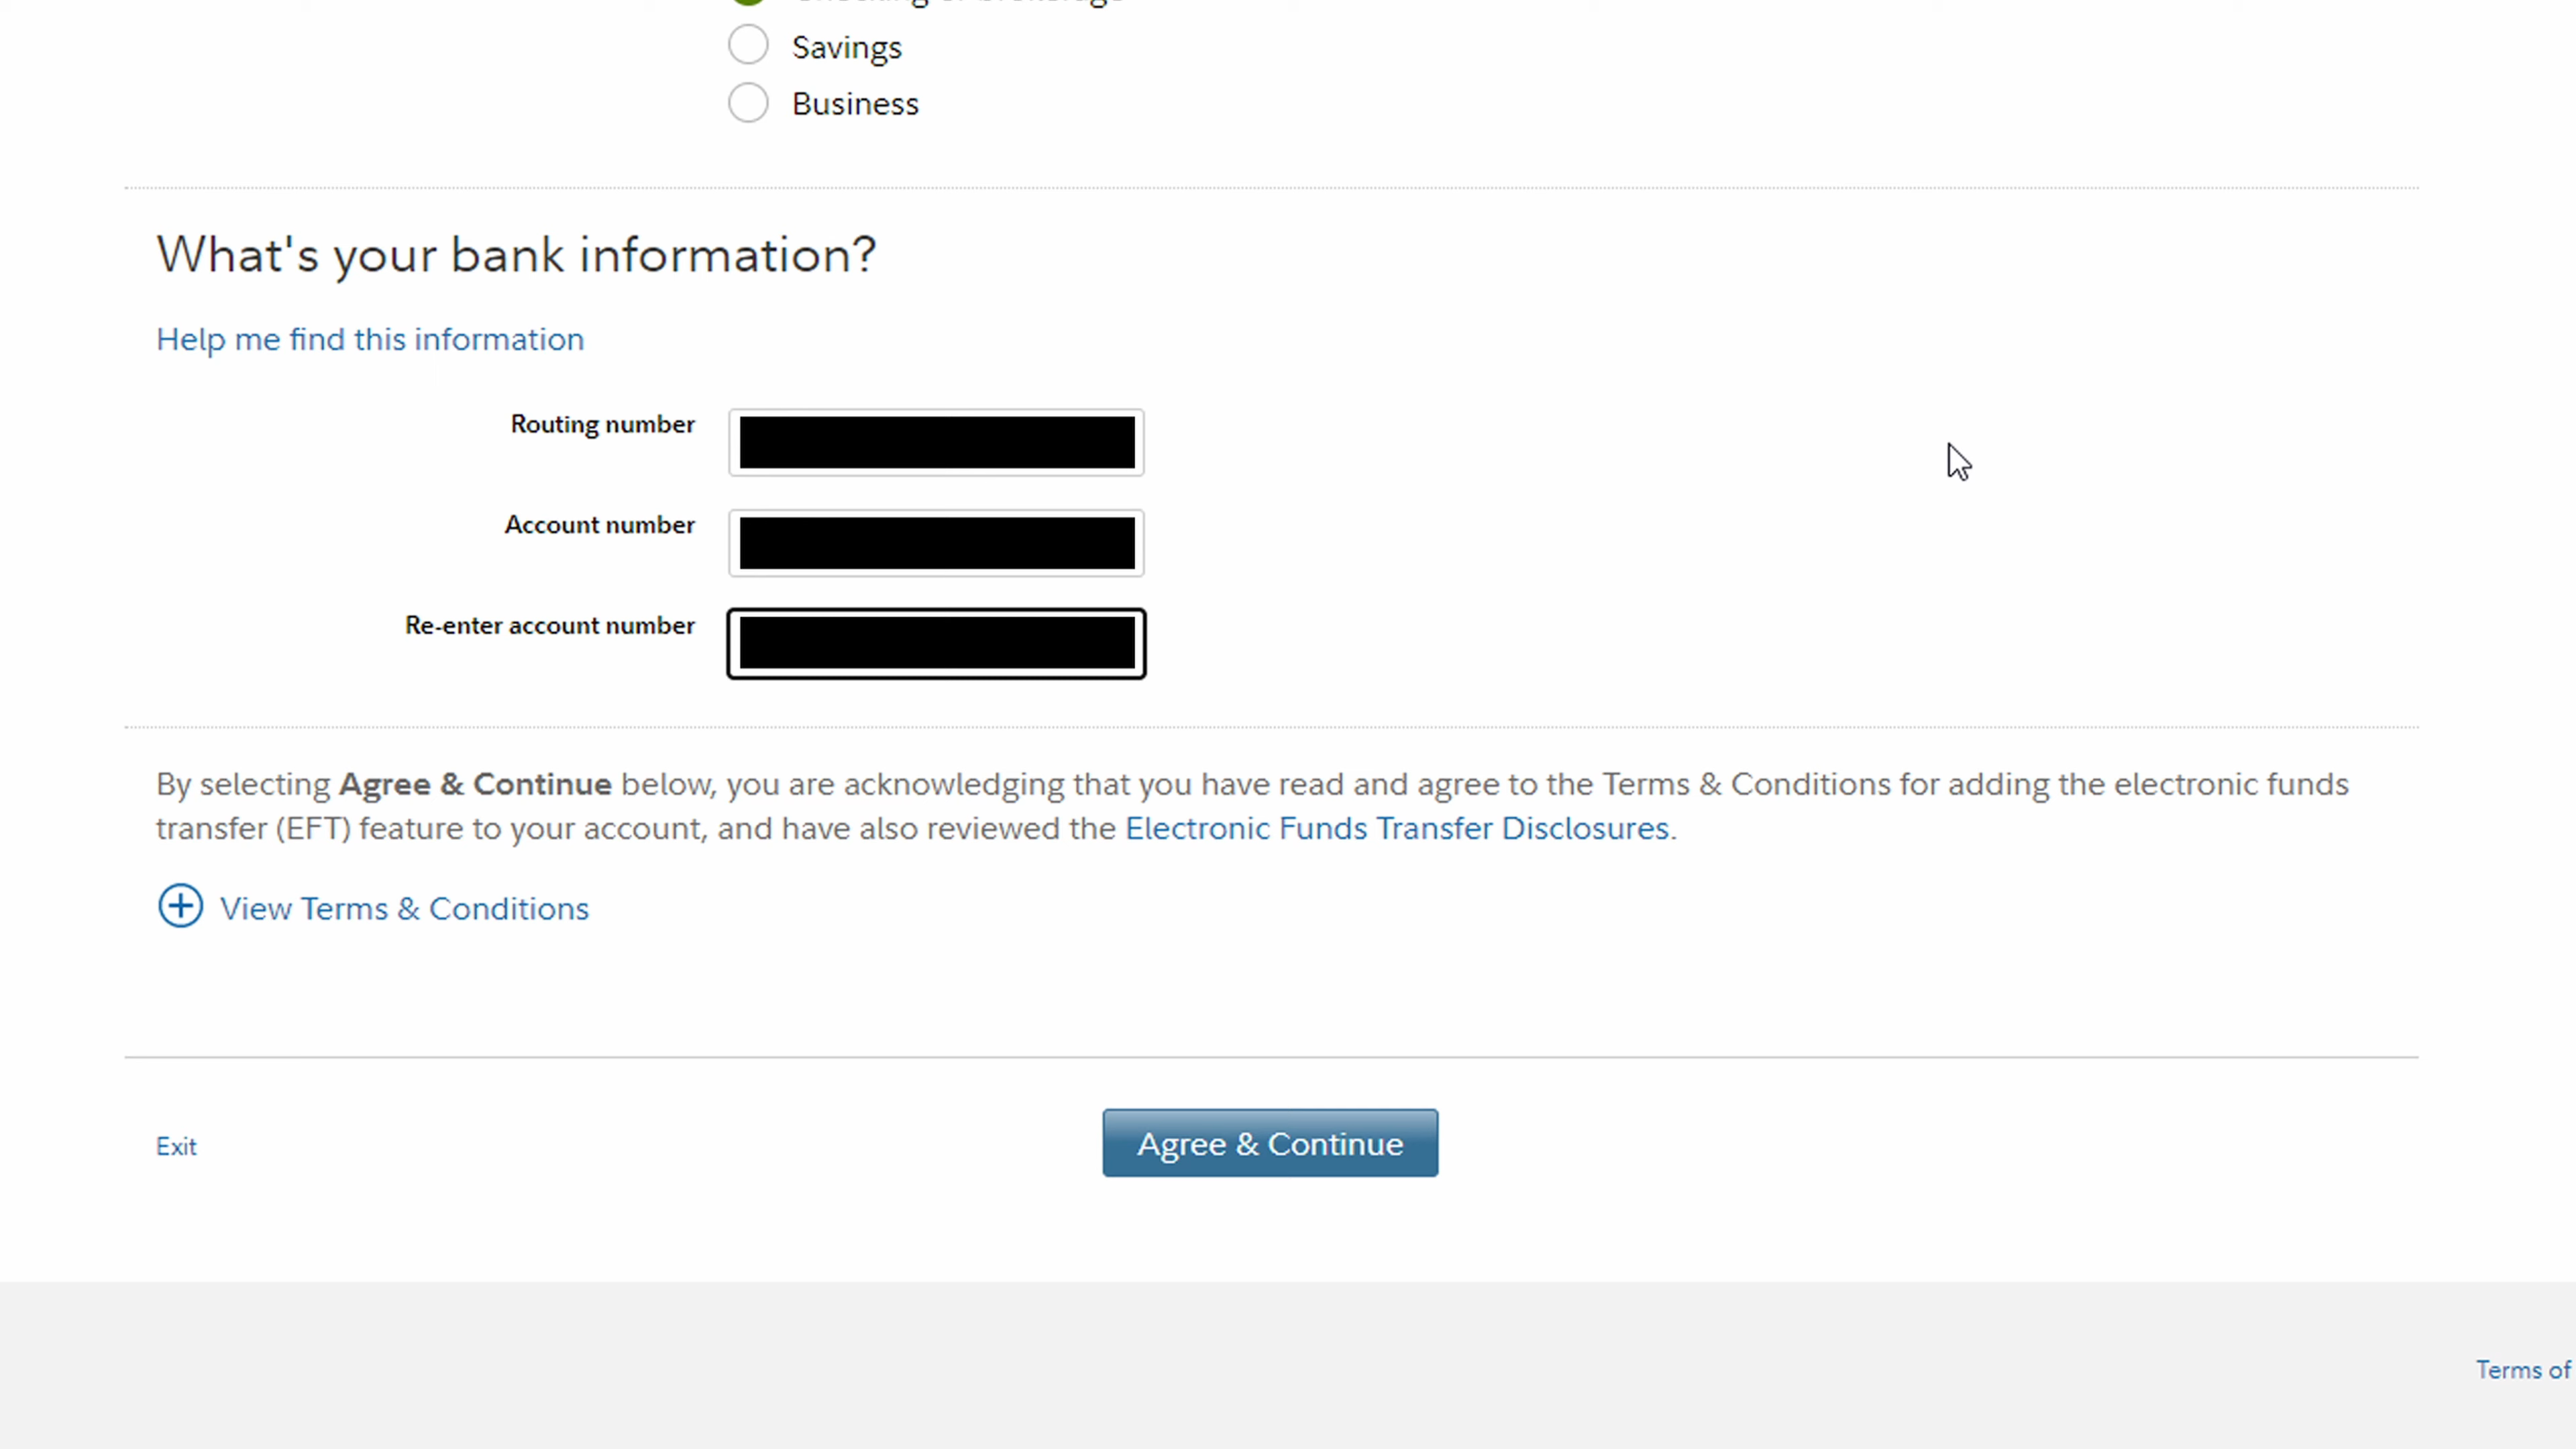 Checking or brokerage
Savings
Business
What's your bank information?
Help me find this information
Routing number
Account number
Re-enter account number
By selecting Agree & Continue below, you are acknowledging that you have read and agree to the Terms & Conditions for adding the electronic funds
transfer (EFT) feature to your account, and have also reviewed the Electronic Funds Transfer Disclosures.
View Terms & Conditions
Exit
Agree & Continue
Terms of